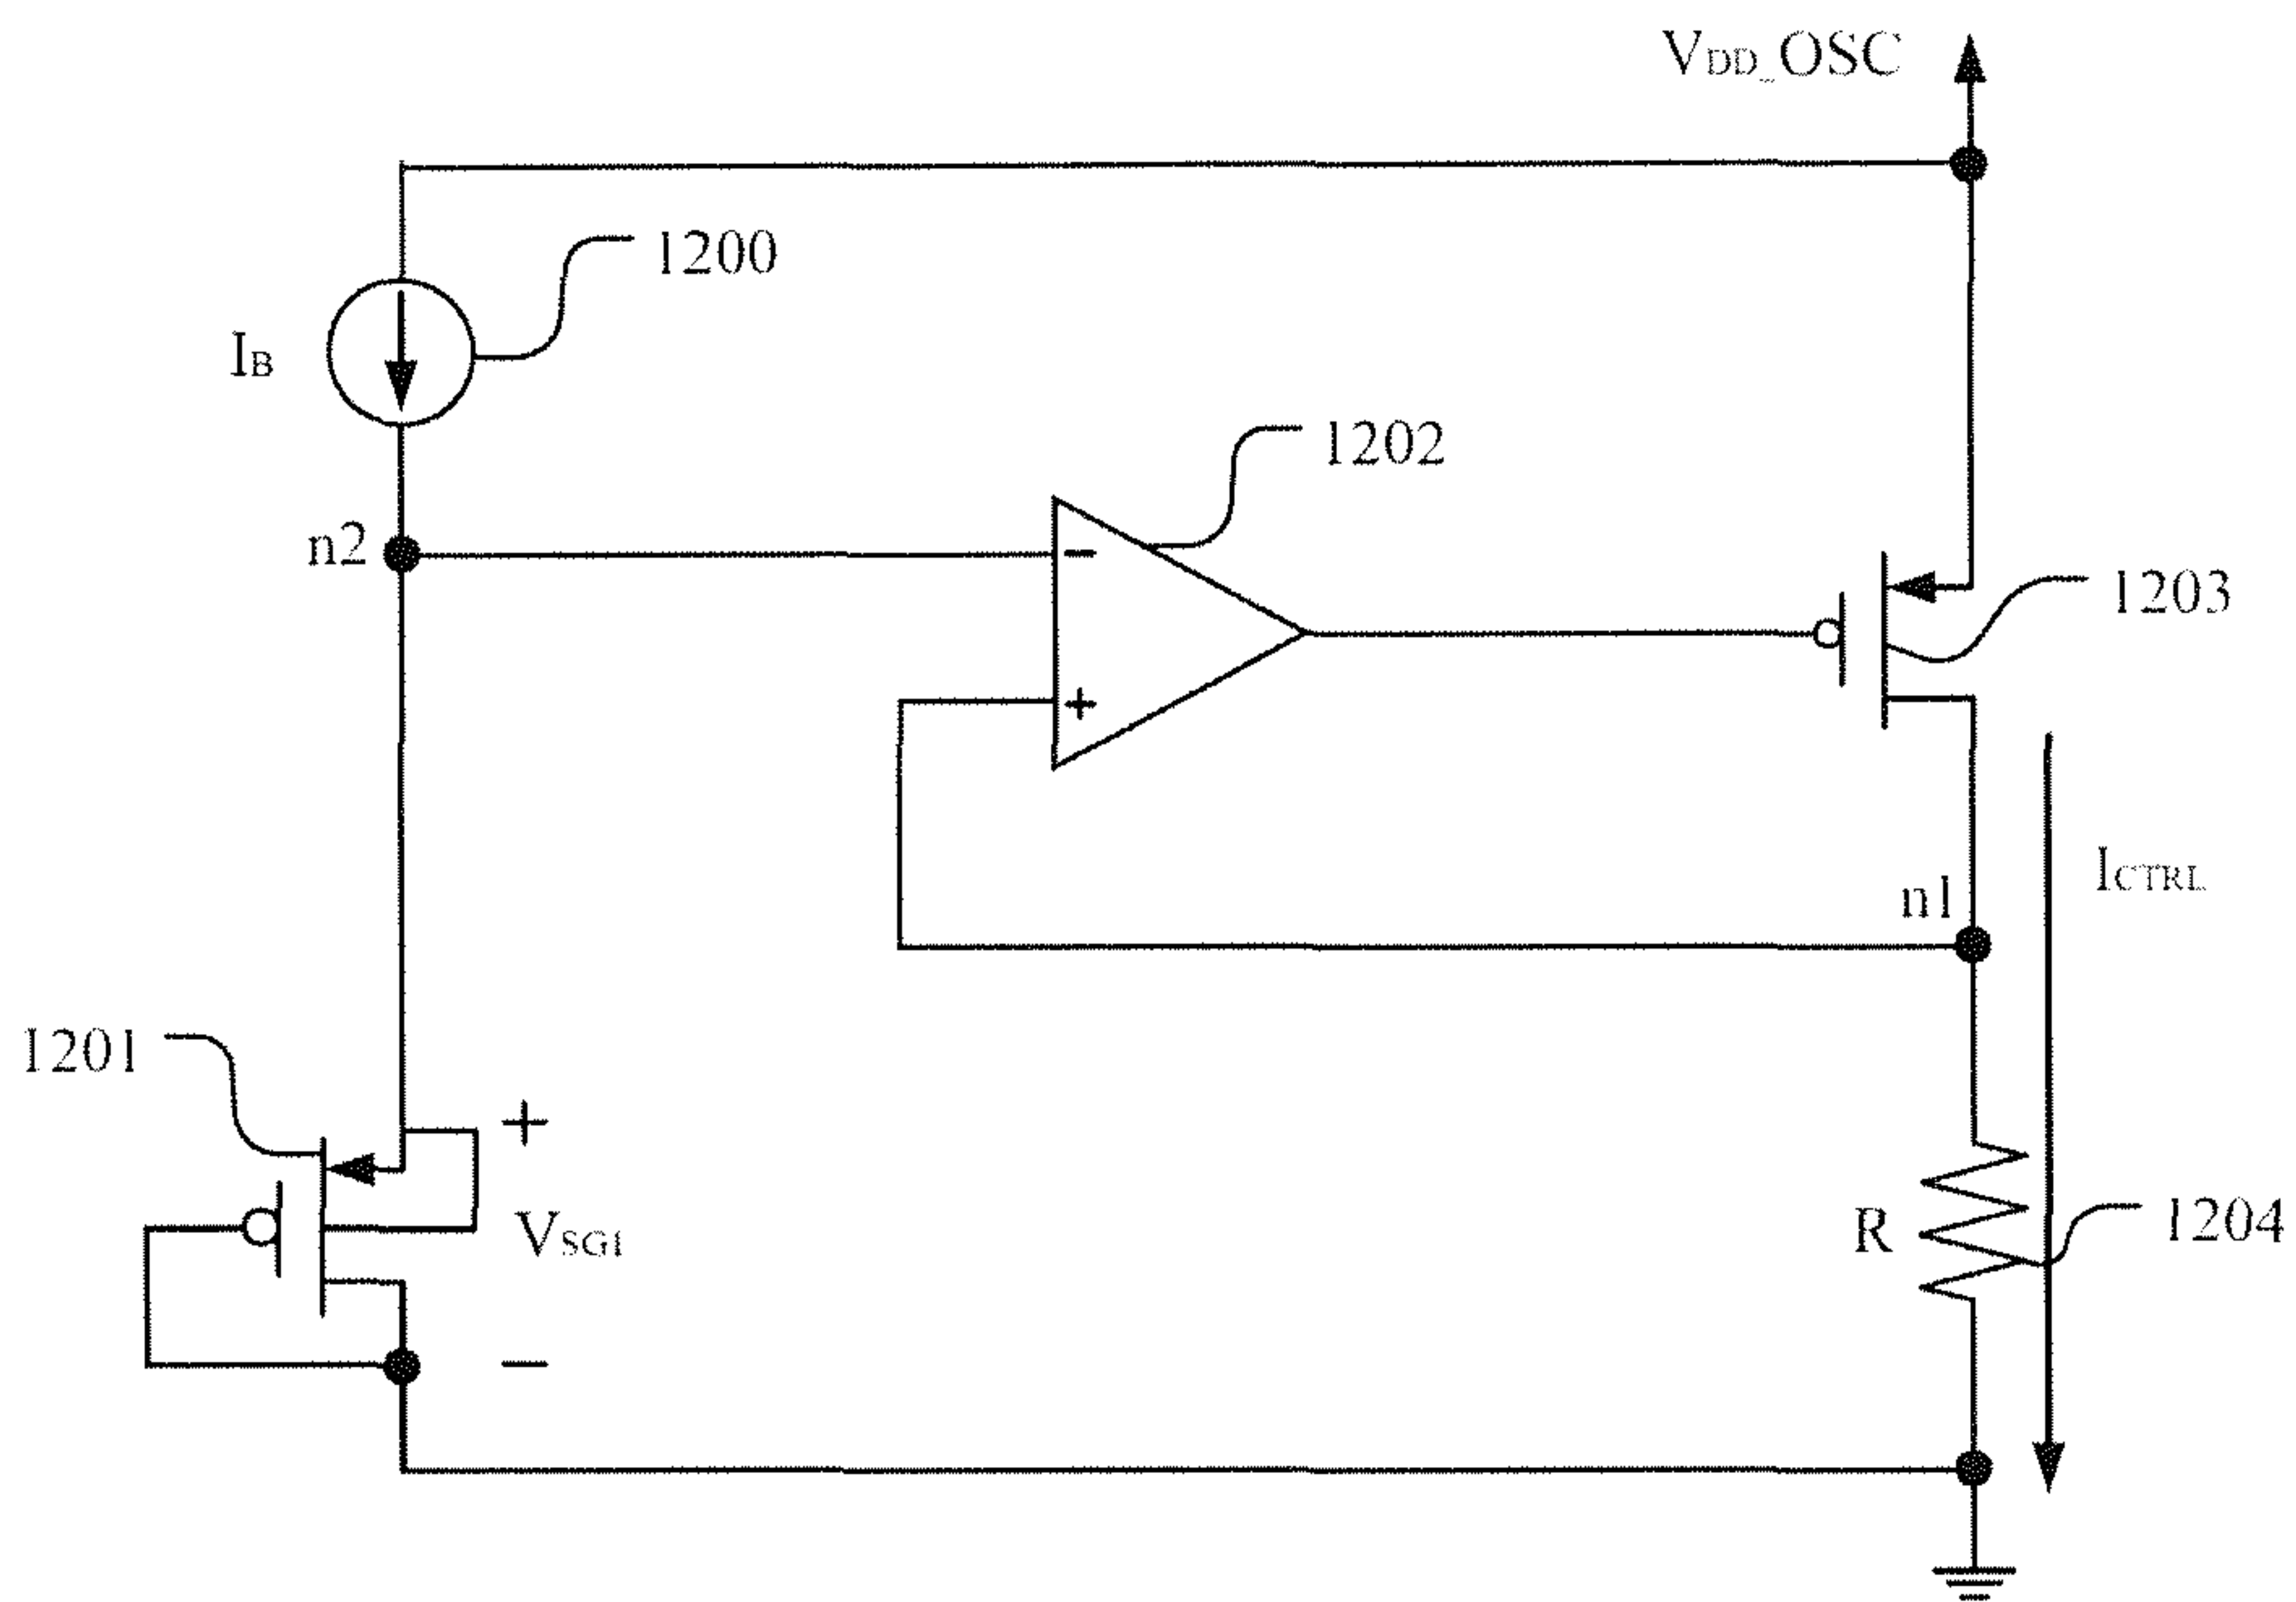 VDD_OSC
1200
IB
1202
n2
−
1203
+
ICTRL
n1
1201
+
VSG1
R
1204
−